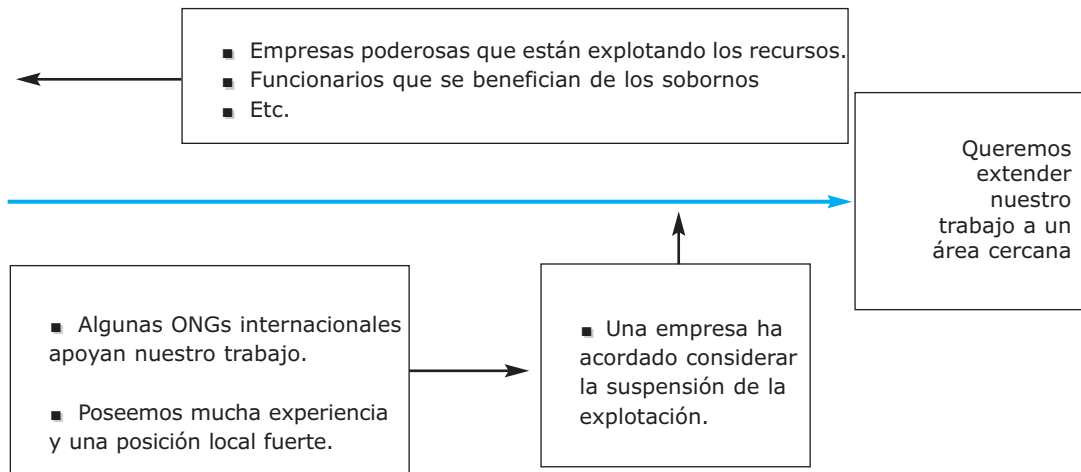 ■ Empresas poderosas que están explotando los recursos.
■ Funcionarios que se benefician de los sobornos
■ Etc.
Queremos
extender
nuestro
trabajo a un
área cercana
■ Algunas ONGs internacionales
apoyan nuestro trabajo.
■ Poseemos mucha experiencia
y una posición local fuerte.
■ Una empresa ha
acordado considerar
la suspensión de la
explotación.